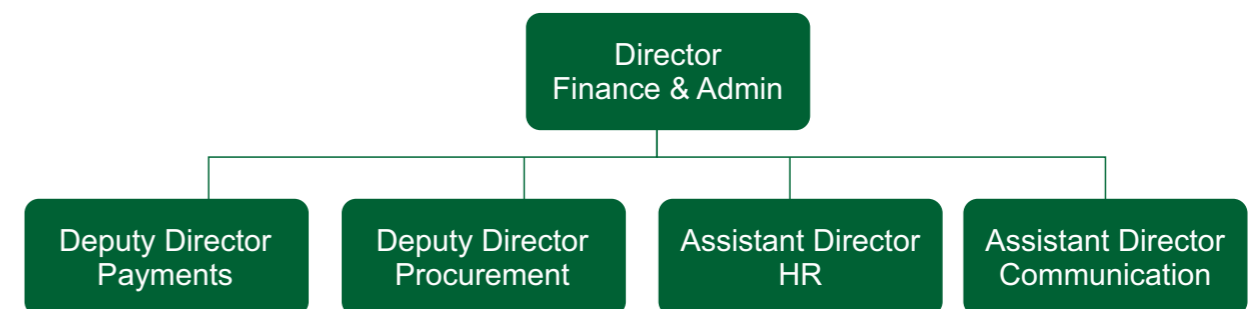 Director
Finance & Admin
Deputy Director
Payments
Deputy Director
Procurement
Assistant Director
HR
Assistant Director
Communication